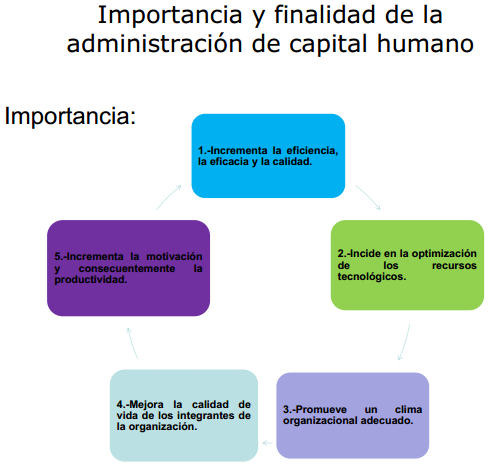 Importancia y finalidad de la
administración de capital humano
Importancia:
1.-Incrementa la eficiencia,
la eficacia y la calidad.
2.-Incide en la optimización
de los recursos
tecnológicos.
3.-Promueve un clima
organizacional adecuado.
4.-Mejora la calidad de
vida de los integrantes de
la organización.
5.-Incrementa la motivación
y consecuentemente la
productividad.